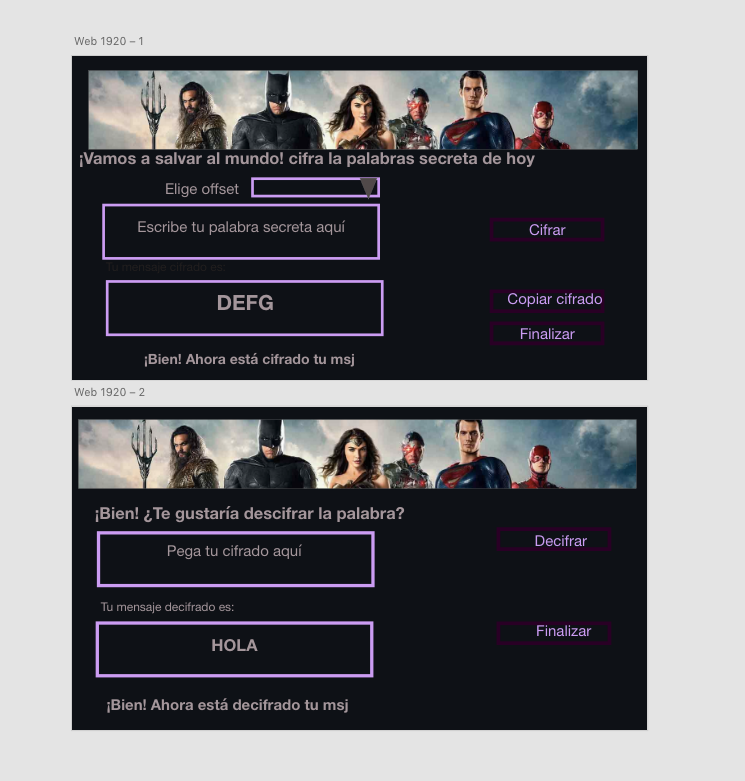 Web 1920 – 1
¡Vamos a salvar al mundo! cifra la palabras secreta de hoy
Elige offset
Escribe tu palabra secreta aquí
Cifrar
Tu mensaje cifrado es:
DEFG
Copiar cifrado
Finalizar
¡Bien! Ahora está cifrado tu msj
Web 1920 – 2
¡Bien! ¿Te gustaría descifrar la palabra?
Pega tu cifrado aquí
Decifrar
Tu mensaje decifrado es:
HOLA
Finalizar
¡Bien! Ahora está decifrado tu msj